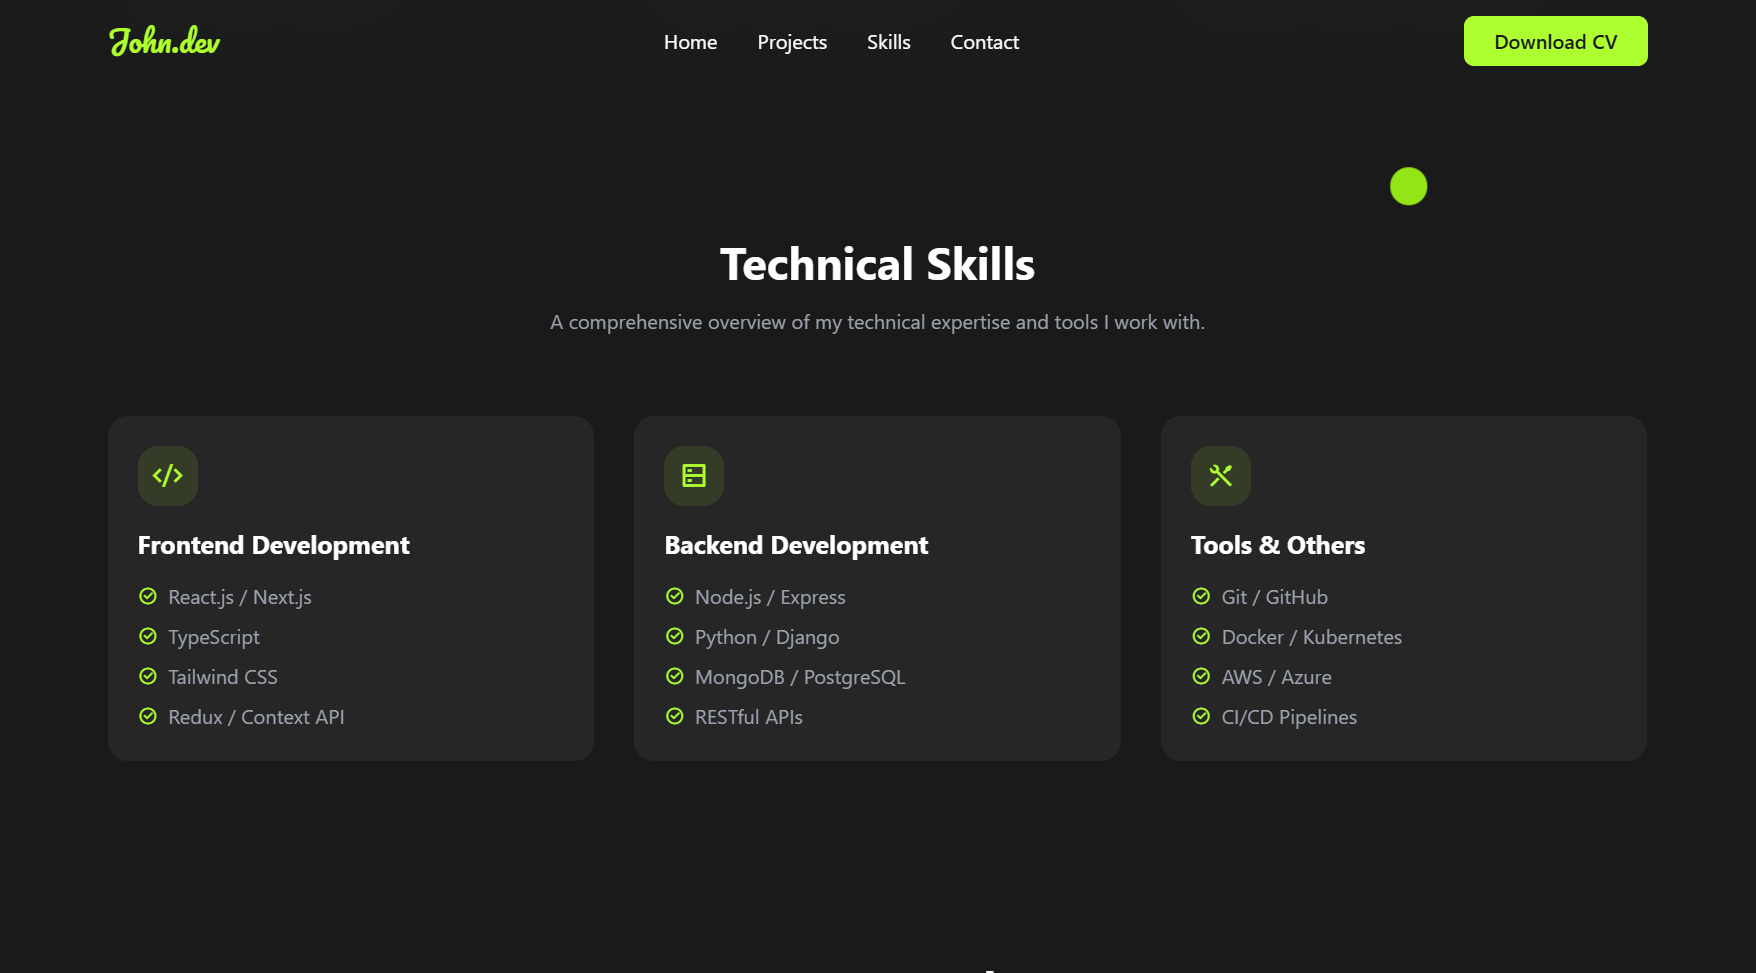 John.dev
Home
Projects
Skills
Contact
Download CV
Technical Skills
A comprehensive overview of my technical expertise and tools I work with.
Frontend Development
React.js / Next.js
TypeScript
Tailwind CSS
Redux / Context API
Backend Development
Node.js / Express
Python / Django
MongoDB / PostgreSQL
RESTful APIs
Tools & Others
Git / GitHub
Docker / Kubernetes
AWS / Azure
CI/CD Pipelines